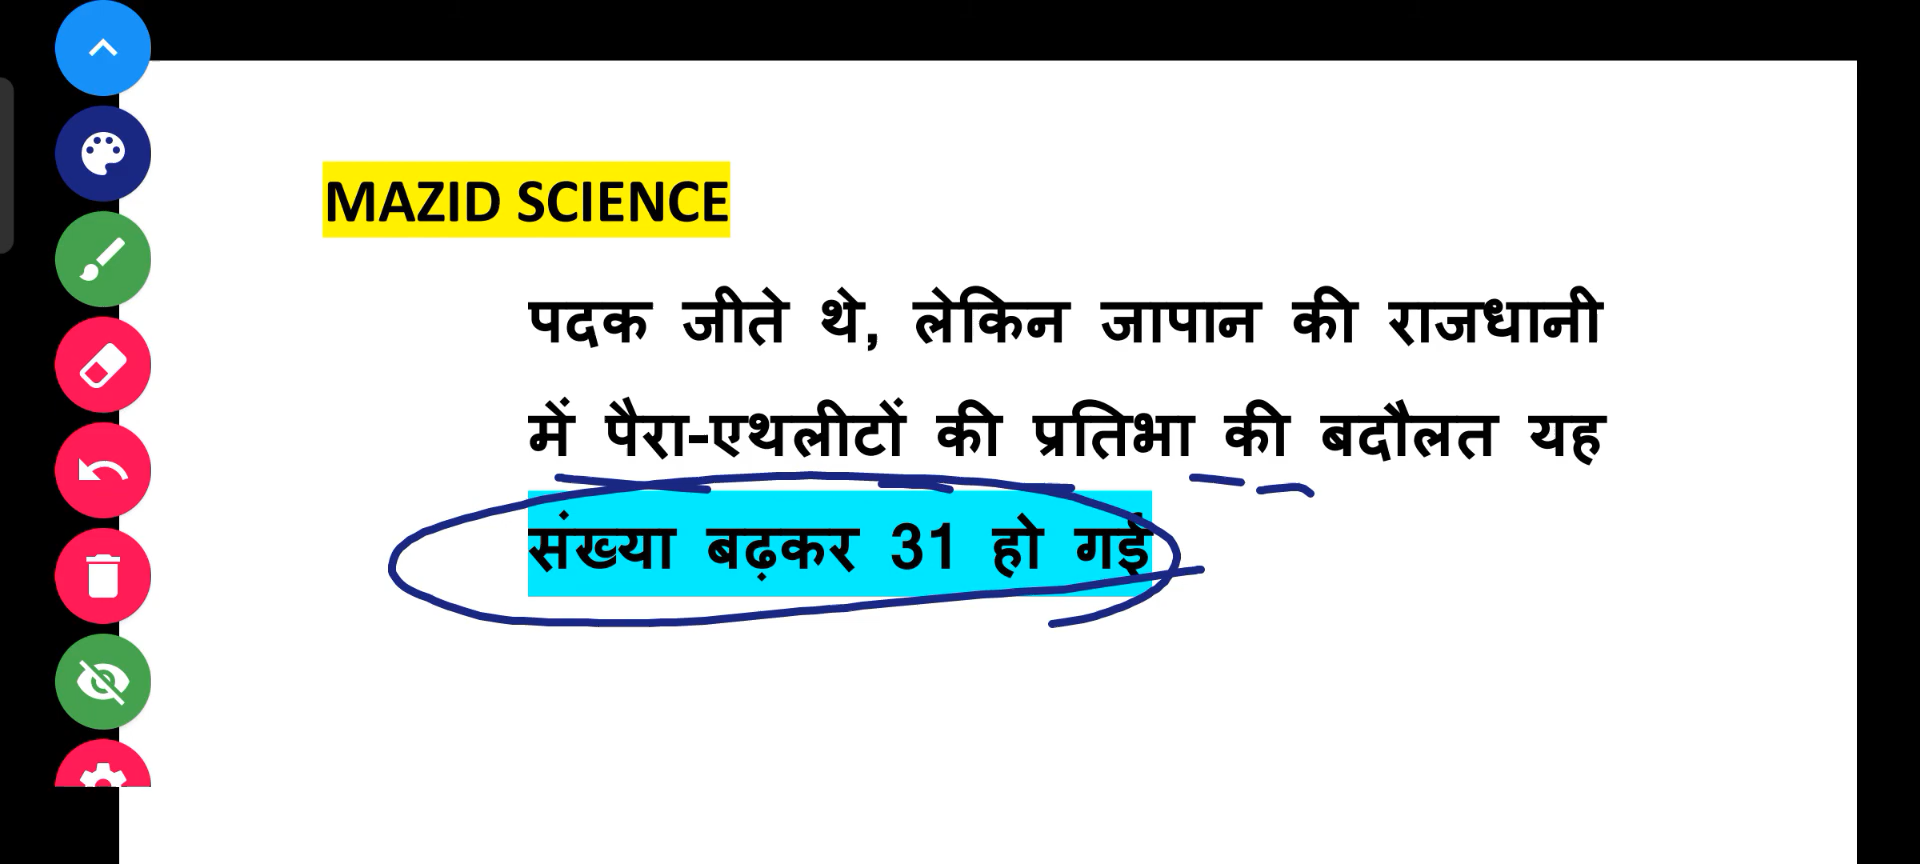 MAZID SCIENCE
पदक जीते थे, लेकिन जापान की राजधानी
में पैरा-एथलीटों की प्रतिभा की बदौलत यह
संख्या बढ़कर 31 हो गई